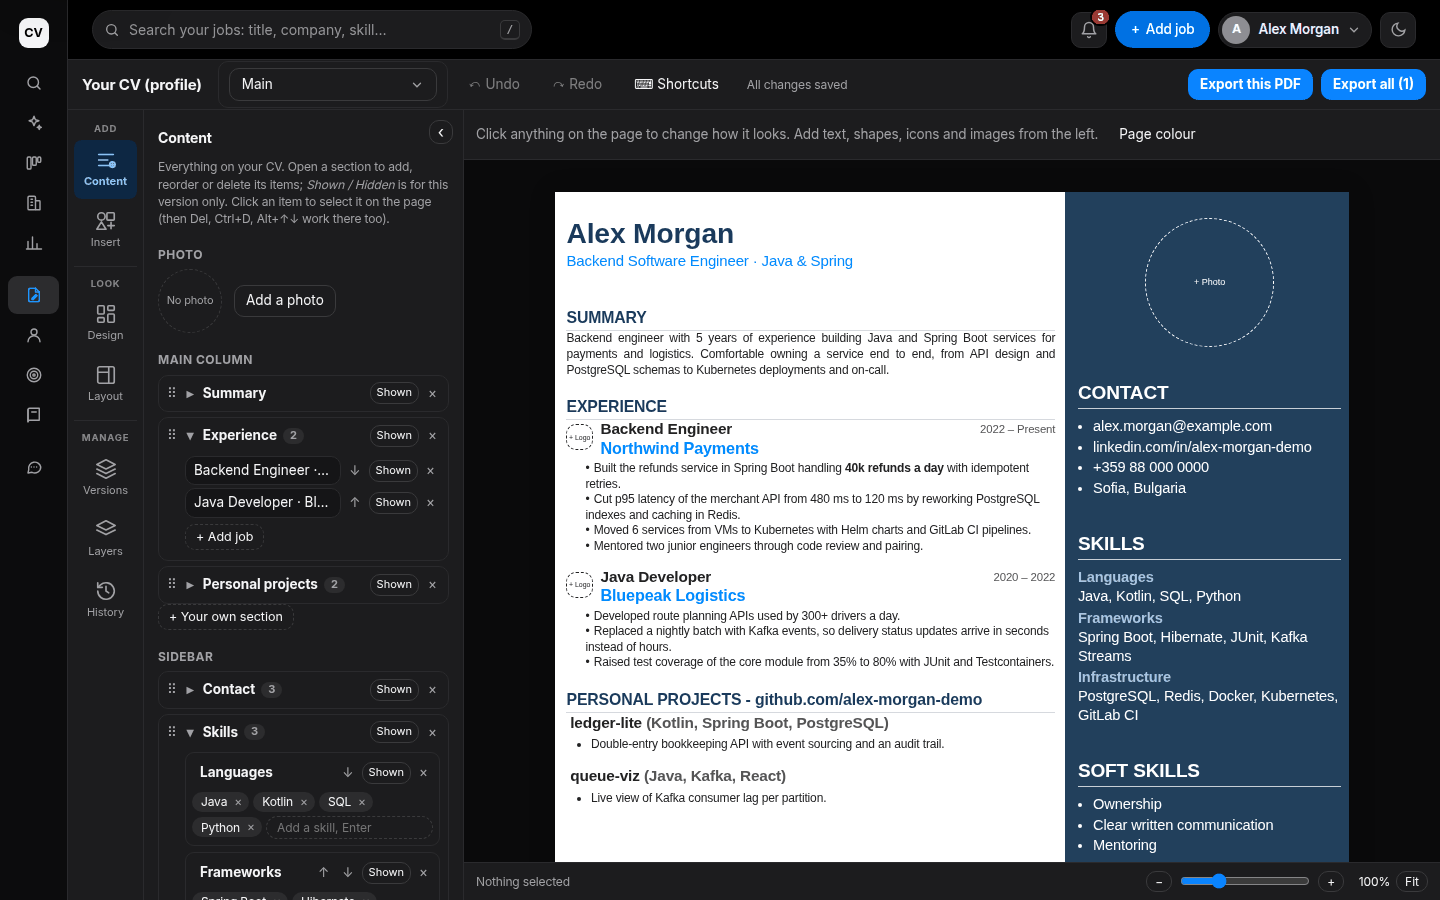 CV
Search your jobs: title, company, skill...
/
3
+ Add job
A
Alex Morgan
Your CV (profile)
Main
Undo
Redo
Shortcuts
All changes saved
Export this PDF
Export all (1)
ADD
Content
Insert
LOOK
Design
Layout
MANAGE
Versions
Layers
History
Content
Everything on your CV. Open a section to add,
reorder or delete its items; Shown / Hidden is for this
version only. Click an item to select it on the page
(then Del, Ctrl+D, Alt+↑↓ work there too).
PHOTO
No photo
Add a photo
MAIN COLUMN
Summary
Shown
×
Experience
2
Shown
×
Backend Engineer ·...
↓
Shown
×
Java Developer · Bl...
↑
Shown
×
+ Add job
Personal projects
2
Shown
×
+ Your own section
SIDEBAR
Contact
3
Shown
×
Skills
3
Shown
×
Languages
↓
Shown
×
Java ×
Kotlin ×
SQL ×
Python ×
Add a skill, Enter
Frameworks
↑ ↓
Shown
×
Spring Boot
Hibernate
Click anything on the page to change how it looks. Add text, shapes, icons and images from the left.
Page colour
Alex Morgan
Backend Software Engineer · Java & Spring
SUMMARY
Backend engineer with 5 years of experience building Java and Spring Boot services for
payments and logistics. Comfortable owning a service end to end, from API design and
PostgreSQL schemas to Kubernetes deployments and on-call.
EXPERIENCE
+ Logo
Backend Engineer
2022 – Present
Northwind Payments
• Built the refunds service in Spring Boot handling 40k refunds a day with idempotent
retries.
• Cut p95 latency of the merchant API from 480 ms to 120 ms by reworking PostgreSQL
indexes and caching in Redis.
• Moved 6 services from VMs to Kubernetes with Helm charts and GitLab CI pipelines.
• Mentored two junior engineers through code review and pairing.
+ Logo
Java Developer
2020 – 2022
Bluepeak Logistics
• Developed route planning APIs used by 300+ drivers a day.
• Replaced a nightly batch with Kafka events, so delivery status updates arrive in seconds
instead of hours.
• Raised test coverage of the core module from 35% to 80% with JUnit and Testcontainers.
PERSONAL PROJECTS - github.com/alex-morgan-demo
ledger-lite (Kotlin, Spring Boot, PostgreSQL)
• Double-entry bookkeeping API with event sourcing and an audit trail.
queue-viz (Java, Kafka, React)
• Live view of Kafka consumer lag per partition.
+ Photo
CONTACT
• alex.morgan@example.com
• linkedin.com/in/alex-morgan-demo
• +359 88 000 0000
• Sofia, Bulgaria
SKILLS
Languages
Java, Kotlin, SQL, Python
Frameworks
Spring Boot, Hibernate, JUnit, Kafka
Streams
Infrastructure
PostgreSQL, Redis, Docker, Kubernetes,
GitLab CI
SOFT SKILLS
• Ownership
• Clear written communication
• Mentoring
Nothing selected
−
+
100%
Fit